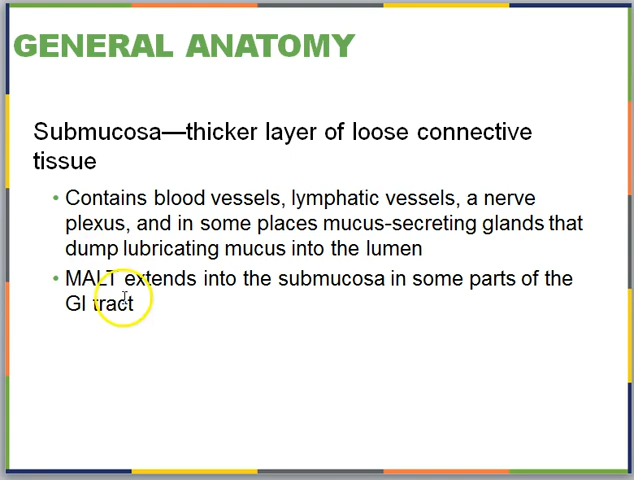 GENERAL ANATOMY
Submucosa—thicker layer of loose connective
tissue
• Contains blood vessels, lymphatic vessels, a nerve
plexus, and in some places mucus-secreting glands that
dump lubricating mucus into the lumen
• MALT extends into the submucosa in some parts of the
GI tract